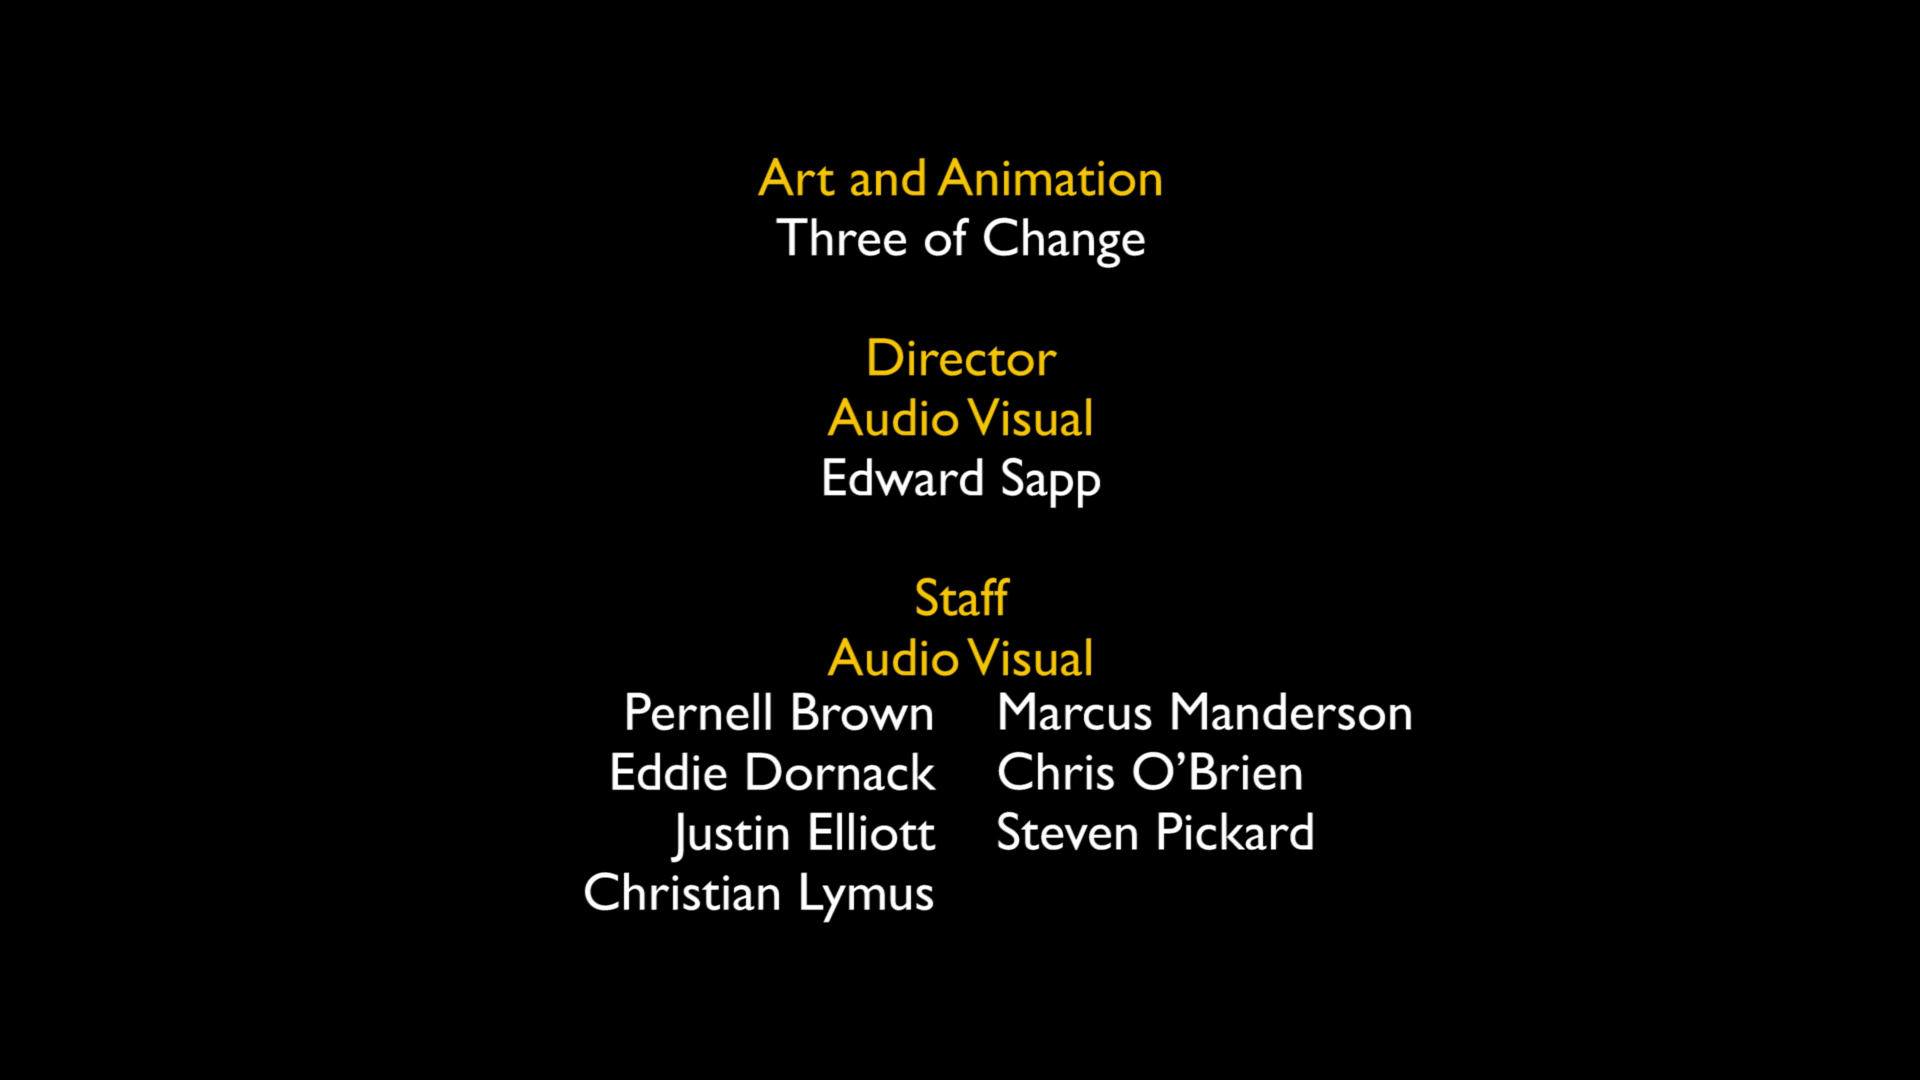 Art and Animation
Three of Change
Director
Audio Visual
Edward Sapp
Staff
Audio Visual
Pernell Brown Marcus Manderson
Eddie Dornack Chris O’Brien
Justin Elliott Steven Pickard
Christian Lymus